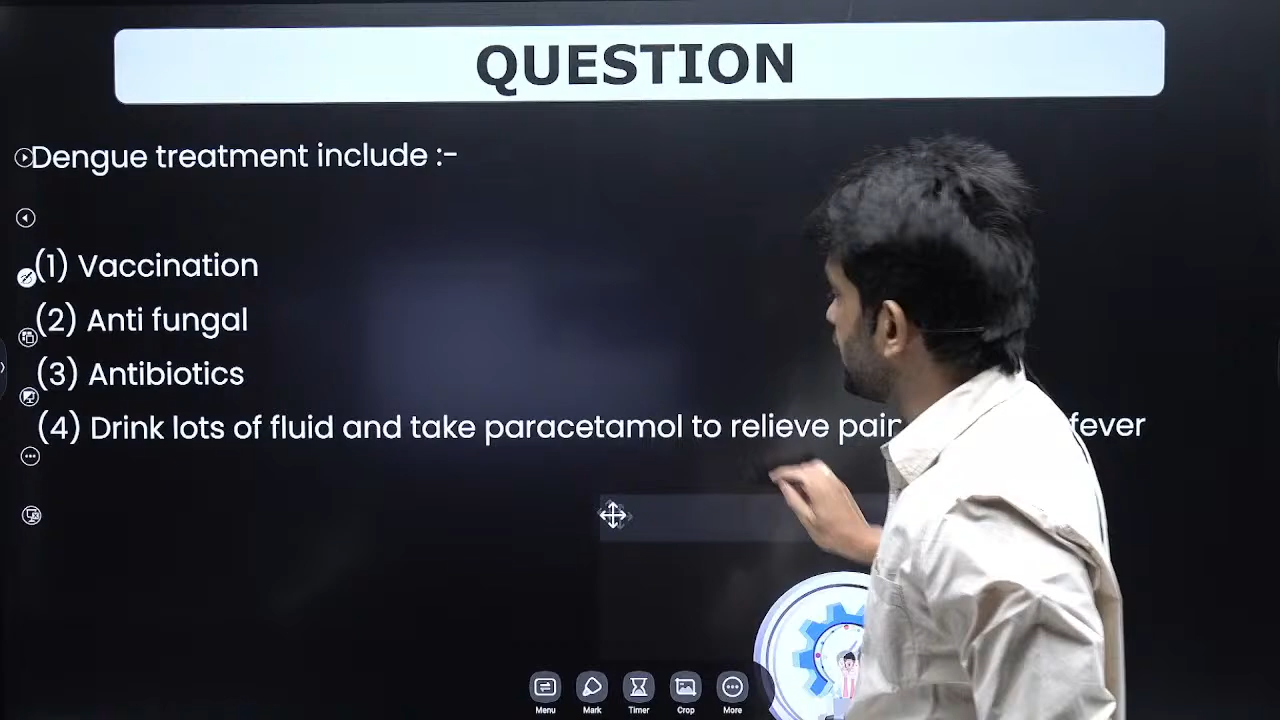 QUESTION
Dengue treatment include :-
(1) Vaccination
(2) Anti fungal
(3) Antibiotics
(4) Drink lots of fluid and take paracetamol to relieve fever
Menu Mark Timer Crop More